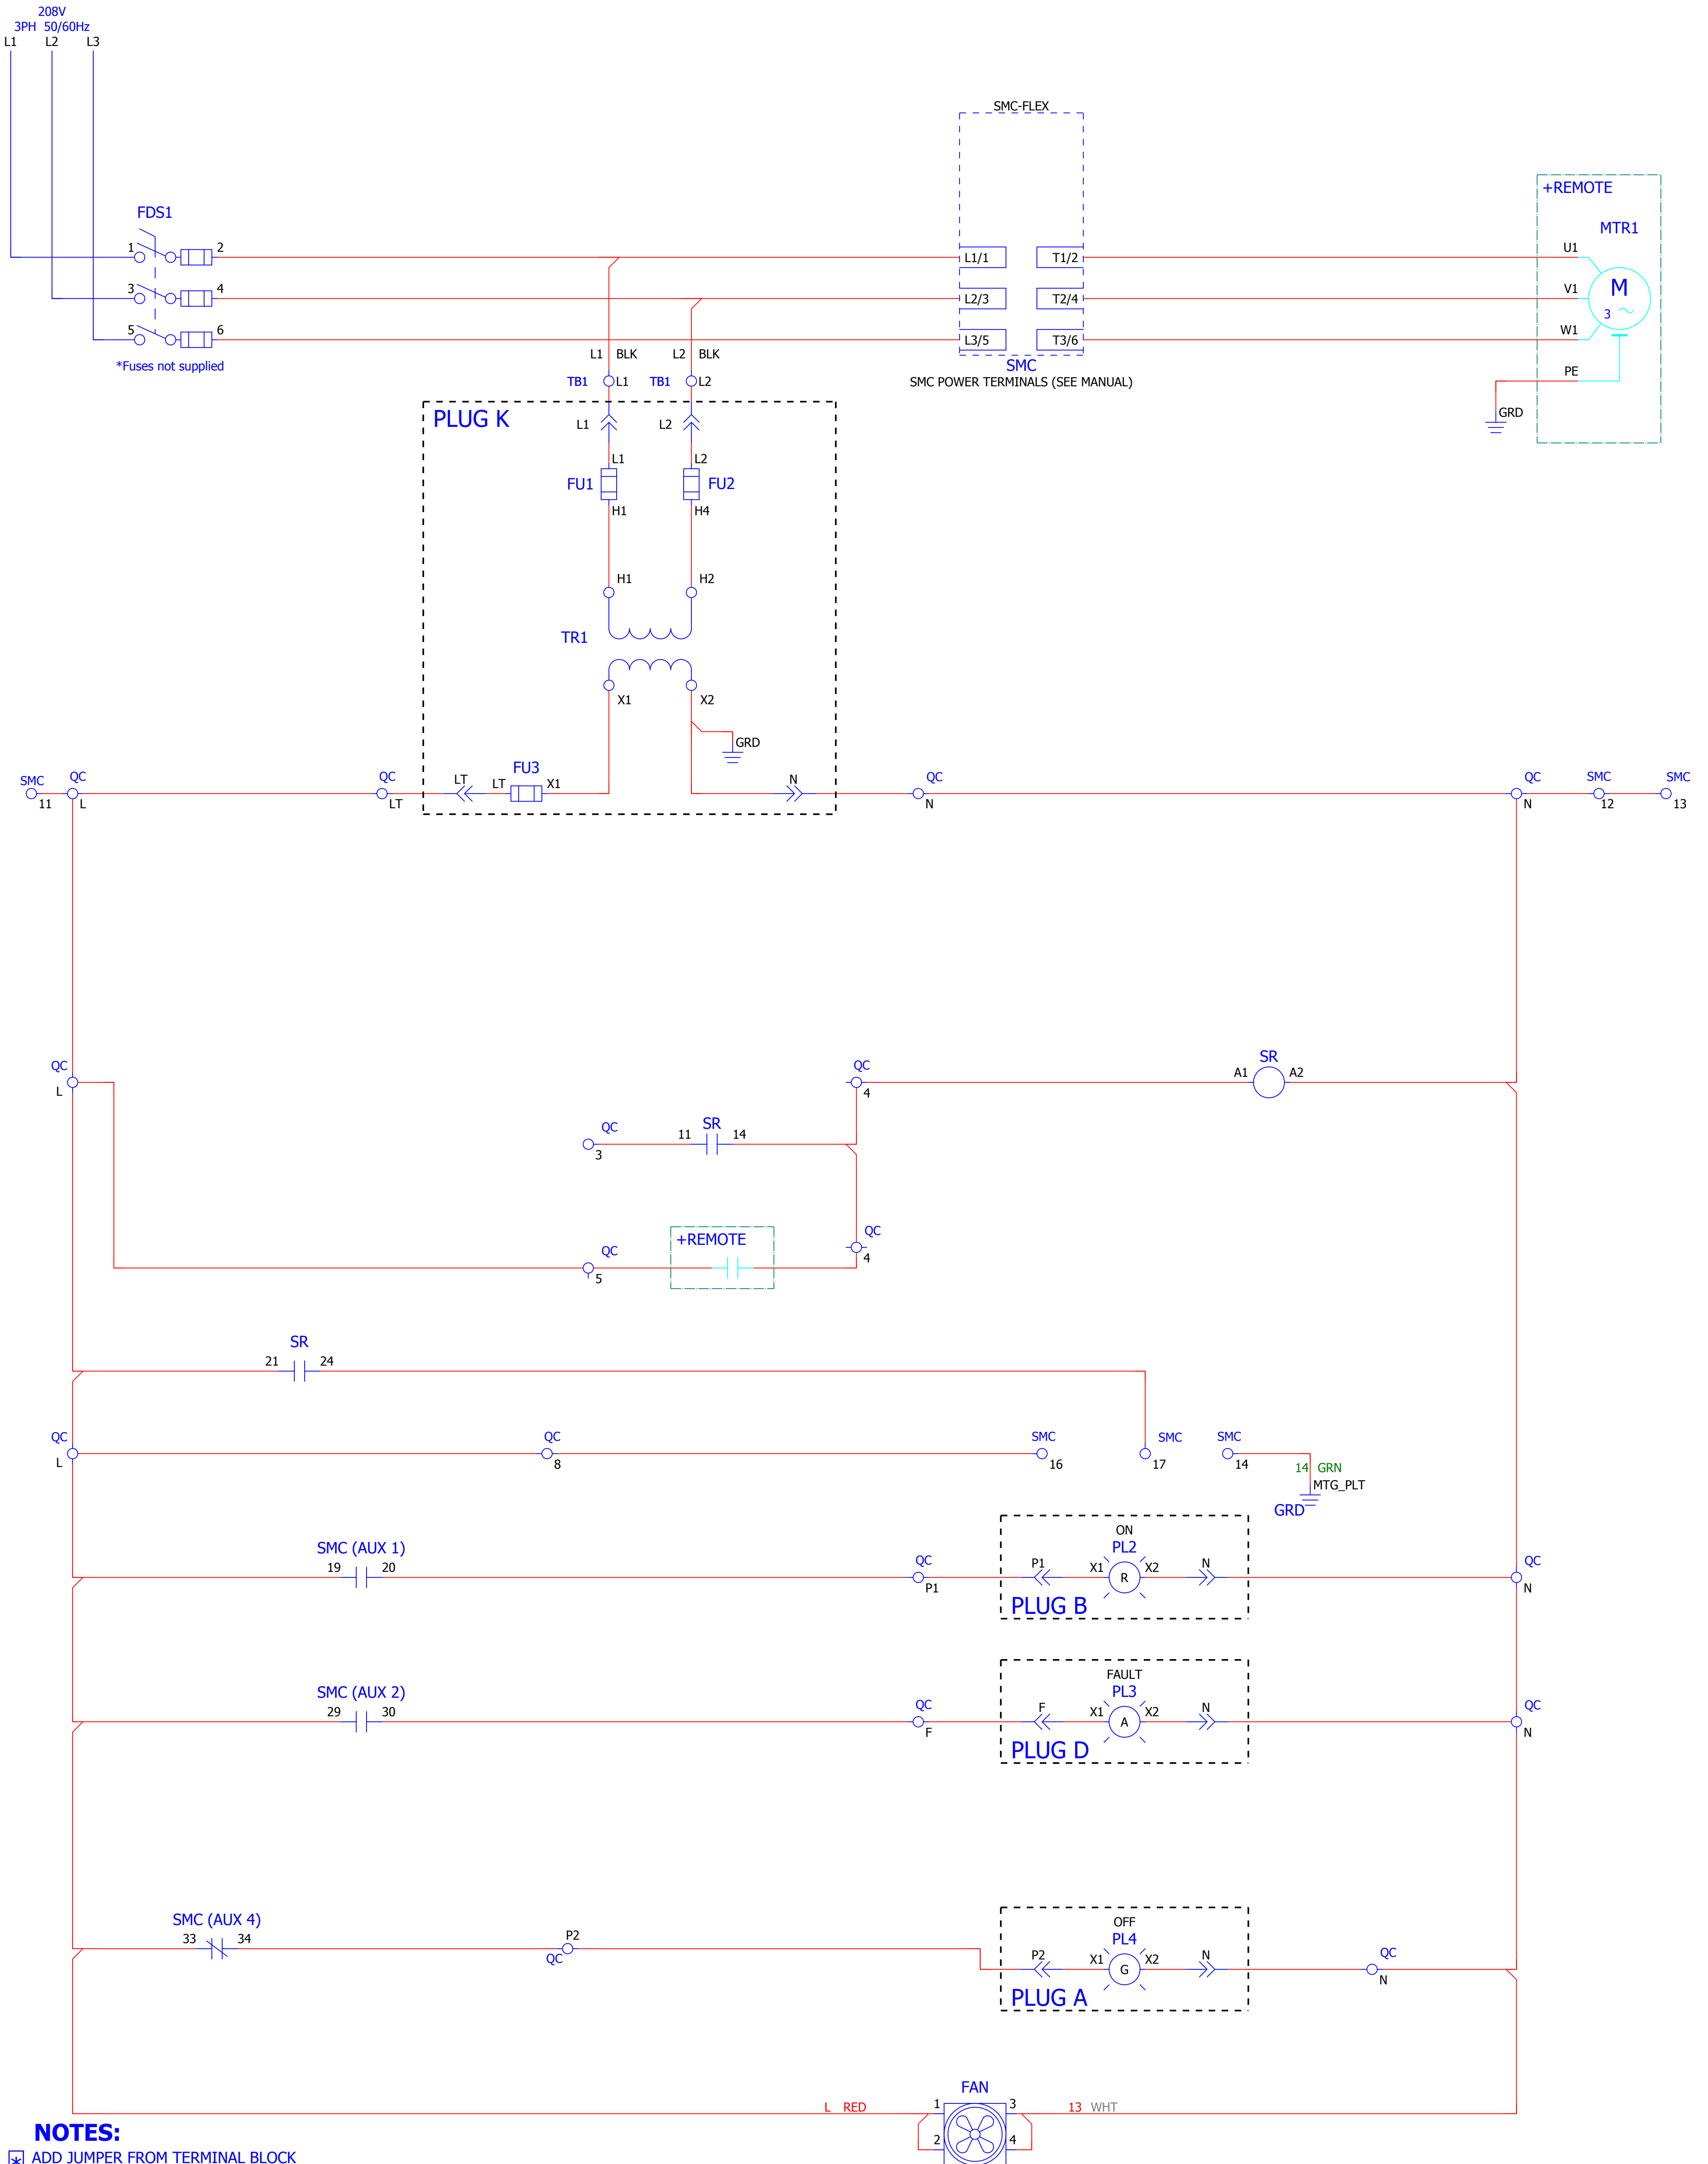 208V
3PH 50/60Hz
L1 L2 L3
SMC-FLEX
+REMOTE
MTR1
FDS1
1 2
3 4
5 6
*Fuses not supplied
L1/1 T1/2
L2/3 T2/4
L3/5 T3/6
SMC
SMC POWER TERMINALS (SEE MANUAL)
U1
V1
W1
PE
M
3
GRD
L1 BLK L2 BLK
TB1 L1 TB1 L2
PLUG K
L1 L2
L1 L2
FU1 FU2
H1 H4
H1 H2
TR1
X1 X2
GRD
SMC QC QC LT LT FU3 X1 N QC QC SMC SMC
11 L LT N N 12 13
QC QC SR
L 4 A1 A2
QC SR
3 11 14
QC +REMOTE QC
5 4
SR
21 24
QC QC SMC SMC SMC
L 8 16 17 14
14 GRN
MTG_PLT
GRD
SMC (AUX 1)
19 20
QC
P1
ON
PL2
P1 X1 R X2 N
PLUG B
QC
N
SMC (AUX 2)
29 30
QC
F
FAULT
PL3
F X1 A X2 N
PLUG D
QC
N
SMC (AUX 4)
33 34
P2
QC
OFF
PL4
P2 X1 G X2 N
PLUG A
QC
N
FAN
L RED 1 3 13 WHT
2 4
NOTES:
* ADD JUMPER FROM TERMINAL BLOCK